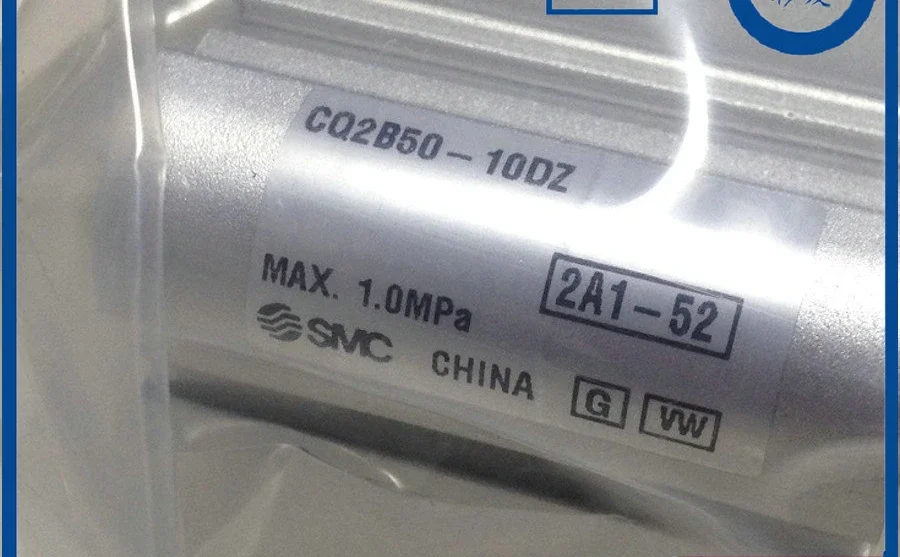 CQ2B50-10DZ
MAX. 1.0MPa
2A1-52
SMC CHINA G VW